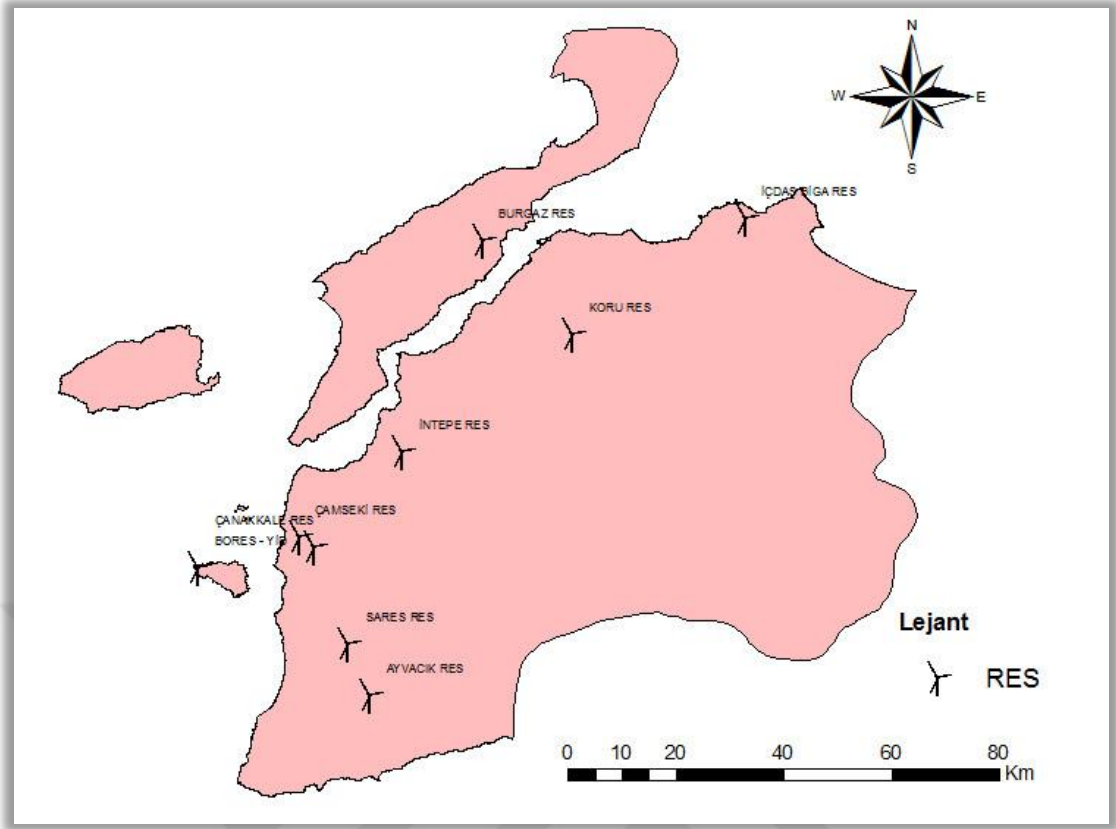 N
W E
S
İÇDAŞ BİGA RES
BURGAZ RES
KORU RES
İNTEPE RES
ÇAMSEKİ RES
ÇANAKKALE RES
BORES -
SARES RES
AYVACIK RES
Lejant
RES
0 10 20 40 60 80
Km